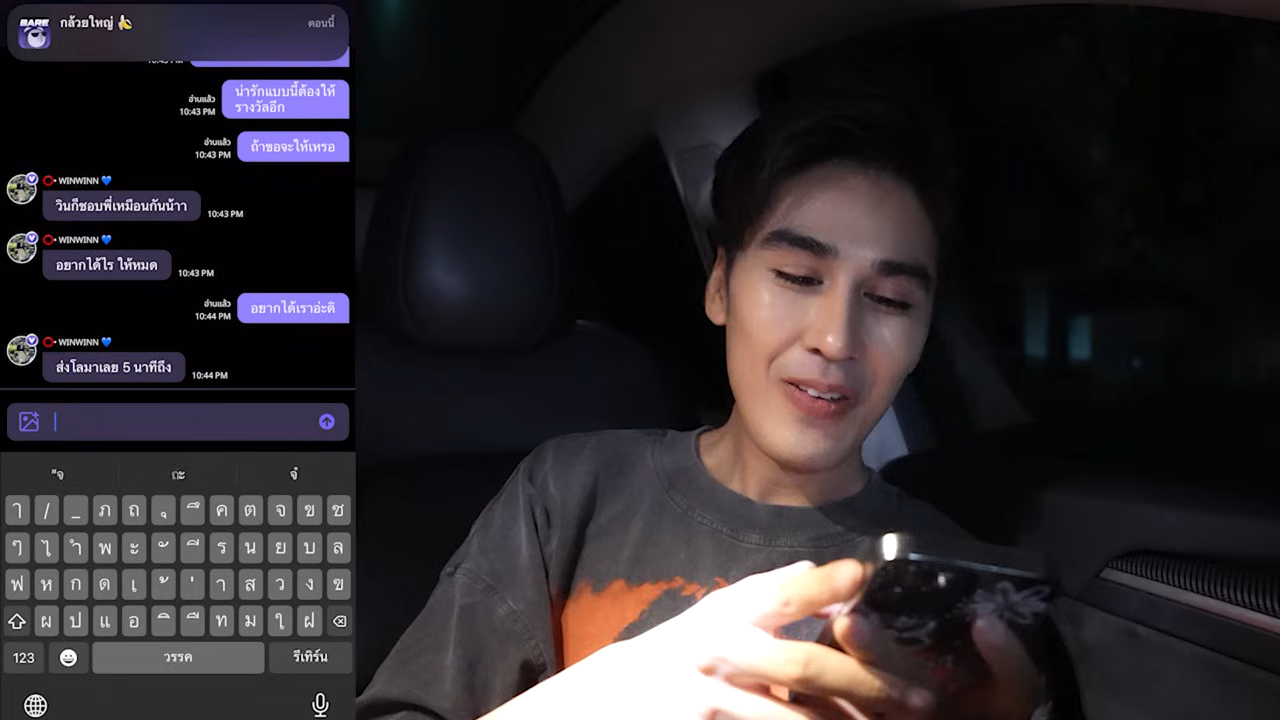 BARE
กล้วยใหญ่ 🍌
ตอนนี้
น่ารักแบบนี้ต้องให้
รางวัลอีก
อ่านแล้ว
10:43 PM
ถ้าขอจะให้เหรอ
อ่านแล้ว
10:43 PM
WINWINN 💙
วินก็ชอบพี่เหมือนกันน้าา
10:43 PM
WINWINN 💙
อยากได้ไร ให้หมด
10:43 PM
อยากได้เราอ่ะดิ
อ่านแล้ว
10:44 PM
WINWINN 💙
ส่งโลมาเลย 5 นาทีถึง
10:44 PM
"จ ถะ จํ
ๅ / _ ภ ถ ุ ึ ค ต จ ข ช
ๆ ไ ำ พ ะ ั ี ร น ย บ ล
ฟ ห ก ด เ ้ ่ า ส ว ง ข
ผ ป แ อ ิ ื ท ม ใ ฝ
123 วรรค รีเทิร์น